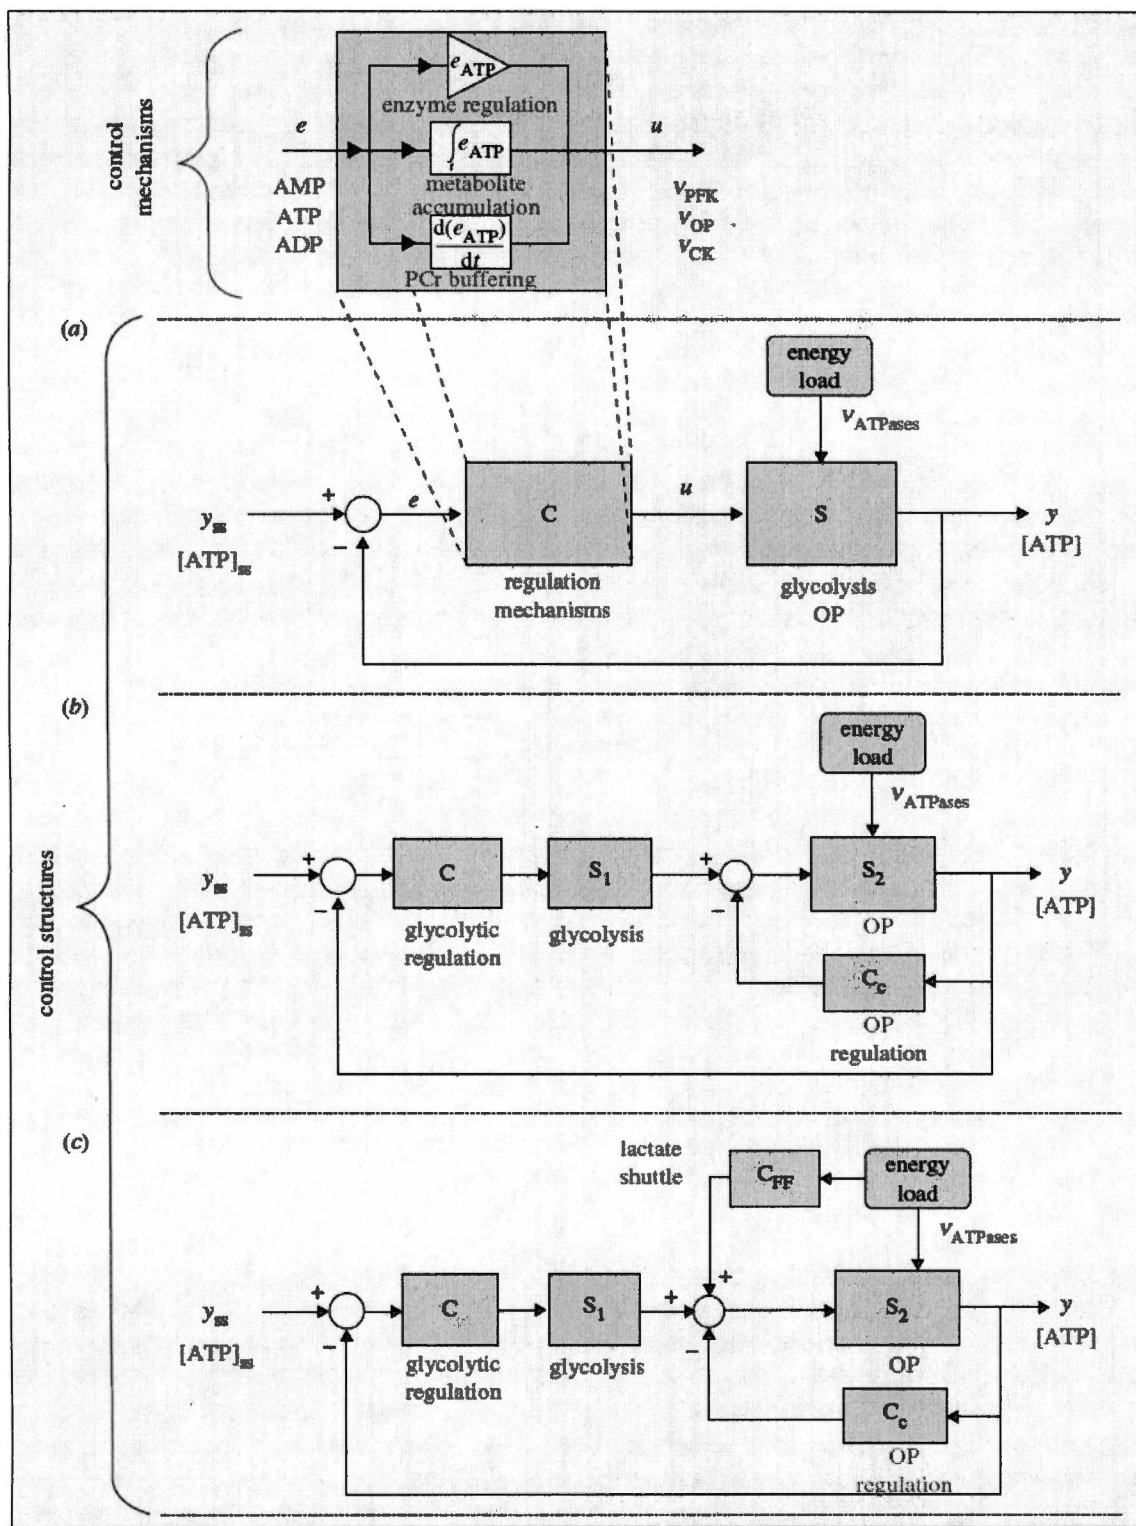 control
mechanisms
e
AMP
ATP
ADP
e_ATP
enzyme regulation
∫_t e_ATP
metabolite
accumulation
d(e_ATP)
dt
PCr buffering
u
v_PFK
v_OP
v_CK
control structures
(a)
energy
load
v_ATPases
+
−
y_ss
[ATP]_ss
e
C
regulation
mechanisms
u
S
glycolysis
OP
y
[ATP]
(b)
energy
load
v_ATPases
+
−
y_ss
[ATP]_ss
C
glycolytic
regulation
S_1
glycolysis
+
−
S_2
OP
C_c
OP
regulation
y
[ATP]
(c)
lactate
shuttle
C_FF
energy
load
v_ATPases
+
−
y_ss
[ATP]_ss
C
glycolytic
regulation
S_1
glycolysis
+
+
−
S_2
OP
C_c
OP
regulation
y
[ATP]